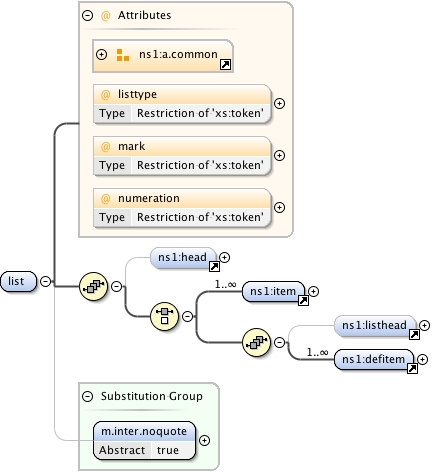 @ Attributes
ns1:a.common
@ listtype
Type Restriction of 'xs:token'
@ mark
Type Restriction of 'xs:token'
@ numeration
Type Restriction of 'xs:token'
ns1:head
list
1..∞ ns1:item
ns1:listhead
1..∞ ns1:defitem
Substitution Group
m.inter.noquote
Abstract true